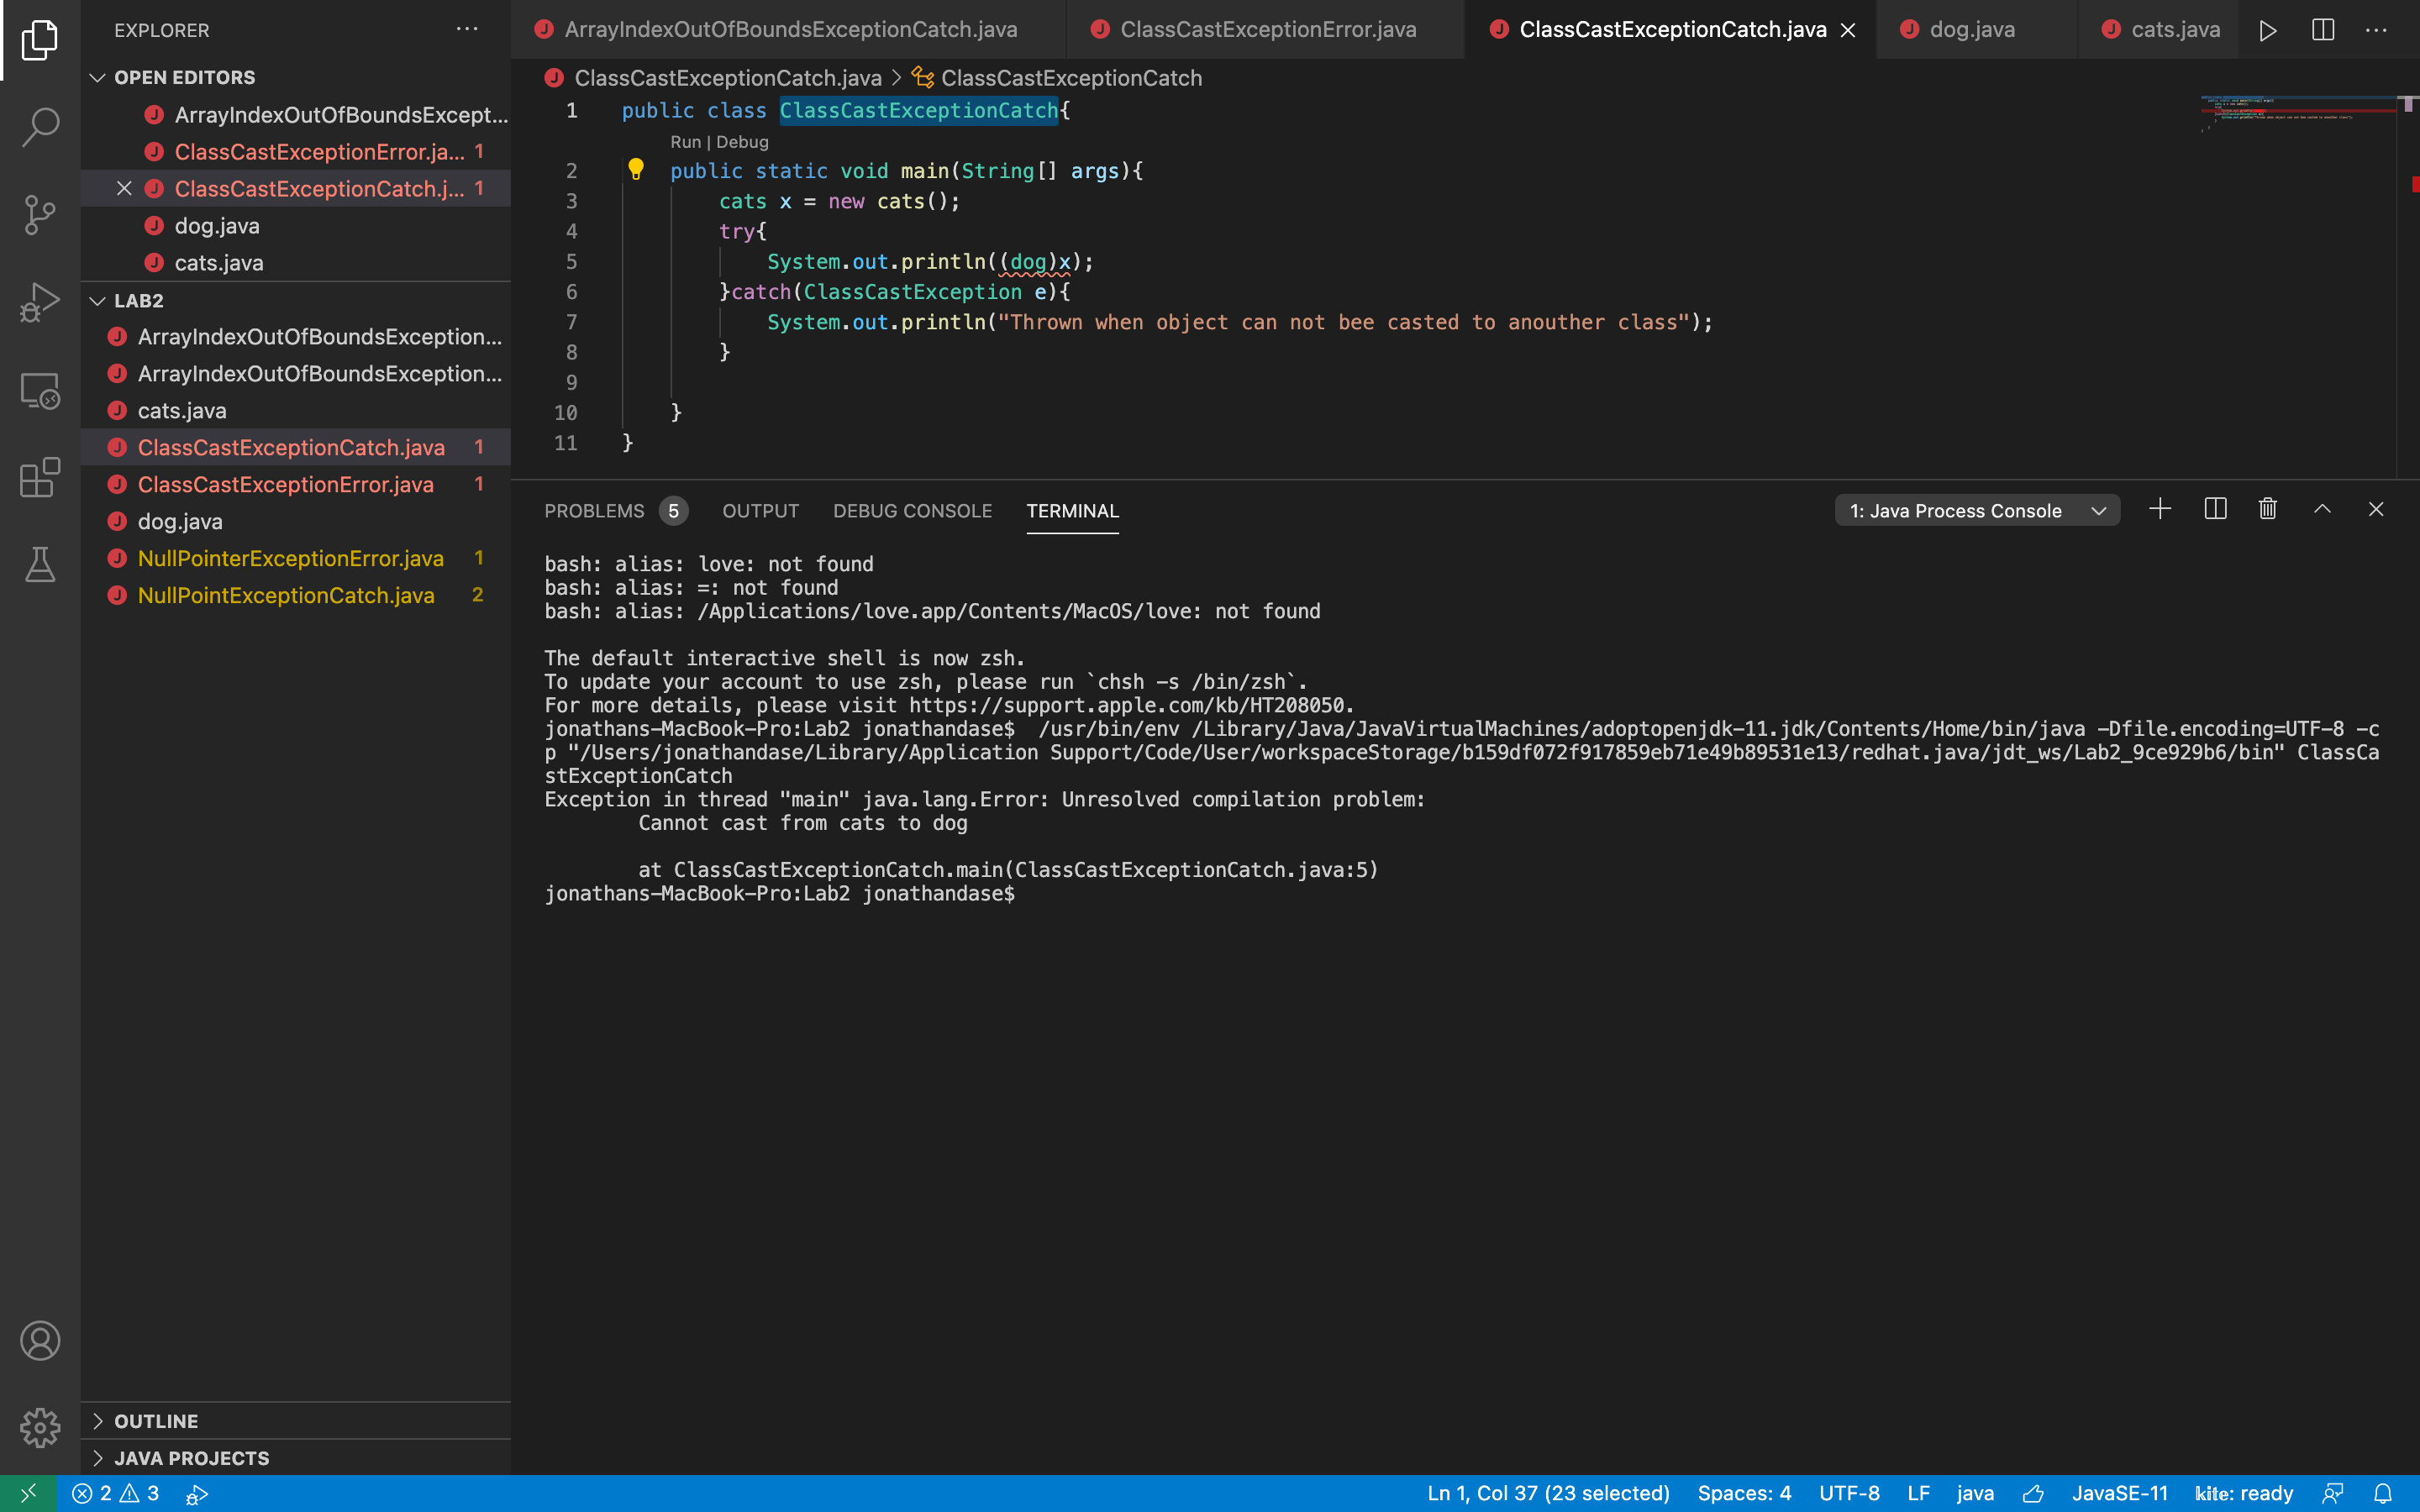 EXPLORER
OPEN EDITORS
ArrayIndexOutOfBoundsExcept...
ClassCastExceptionError.ja... 1
ClassCastExceptionCatch.j... 1
dog.java
cats.java
LAB2
ArrayIndexOutOfBoundsException...
ArrayIndexOutOfBoundsException...
cats.java
ClassCastExceptionCatch.java 1
ClassCastExceptionError.java 1
dog.java
NullPointerExceptionError.java 1
NullPointExceptionCatch.java 2
OUTLINE
JAVA PROJECTS
ArrayIndexOutOfBoundsExceptionCatch.java ClassCastExceptionError.java ClassCastExceptionCatch.java dog.java cats.java
ClassCastExceptionCatch.java > ClassCastExceptionCatch
1 public class ClassCastExceptionCatch{
Run | Debug
2 public static void main(String[] args){
3 cats x = new cats();
4 try{
5 System.out.println((dog)x);
6 }catch(ClassCastException e){
7 System.out.println("Thrown when object can not bee casted to anouther class");
8 }
9
10 }
11 }
PROBLEMS 5 OUTPUT DEBUG CONSOLE TERMINAL 1: Java Process Console
bash: alias: love: not found
bash: alias: =: not found
bash: alias: /Applications/love.app/Contents/MacOS/love: not found
The default interactive shell is now zsh.
To update your account to use zsh, please run `chsh -s /bin/zsh`.
For more details, please visit https://support.apple.com/kb/HT208050.
jonathans-MacBook-Pro:Lab2 jonathandase$ /usr/bin/env /Library/Java/JavaVirtualMachines/adoptopenjdk-11.jdk/Contents/Home/bin/java -Dfile.encoding=UTF-8 -c
p "/Users/jonathandase/Library/Application Support/Code/User/workspaceStorage/b159df072f917859eb71e49b89531e13/redhat.java/jdt_ws/Lab2_9ce929b6/bin" ClassCa
stExceptionCatch
Exception in thread "main" java.lang.Error: Unresolved compilation problem:
Cannot cast from cats to dog
at ClassCastExceptionCatch.main(ClassCastExceptionCatch.java:5)
jonathans-MacBook-Pro:Lab2 jonathandase$
2 3 Ln 1, Col 37 (23 selected) Spaces: 4 UTF-8 LF java JavaSE-11 kite: ready